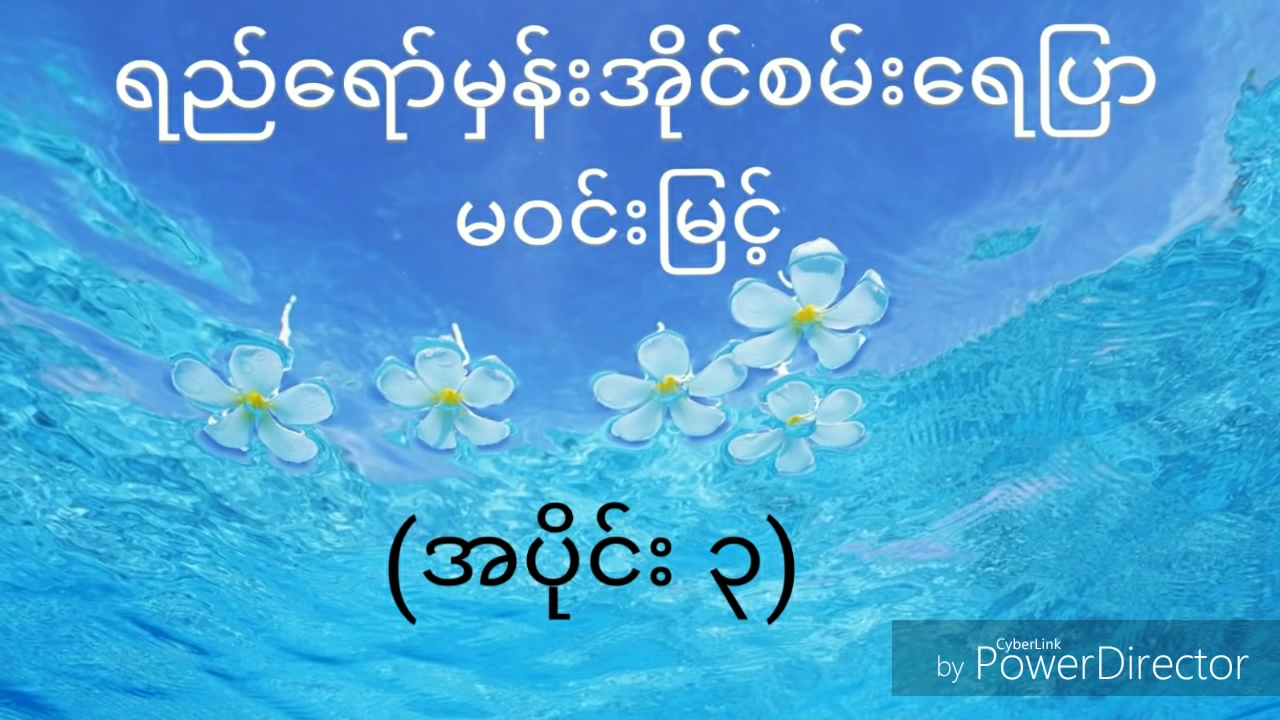 ရည်ရော်မှန်းအိုင်စမ်းရေပြာ
မဝင်းမြင့်
(အပိုင်း ၃)
CyberLink
by PowerDirector